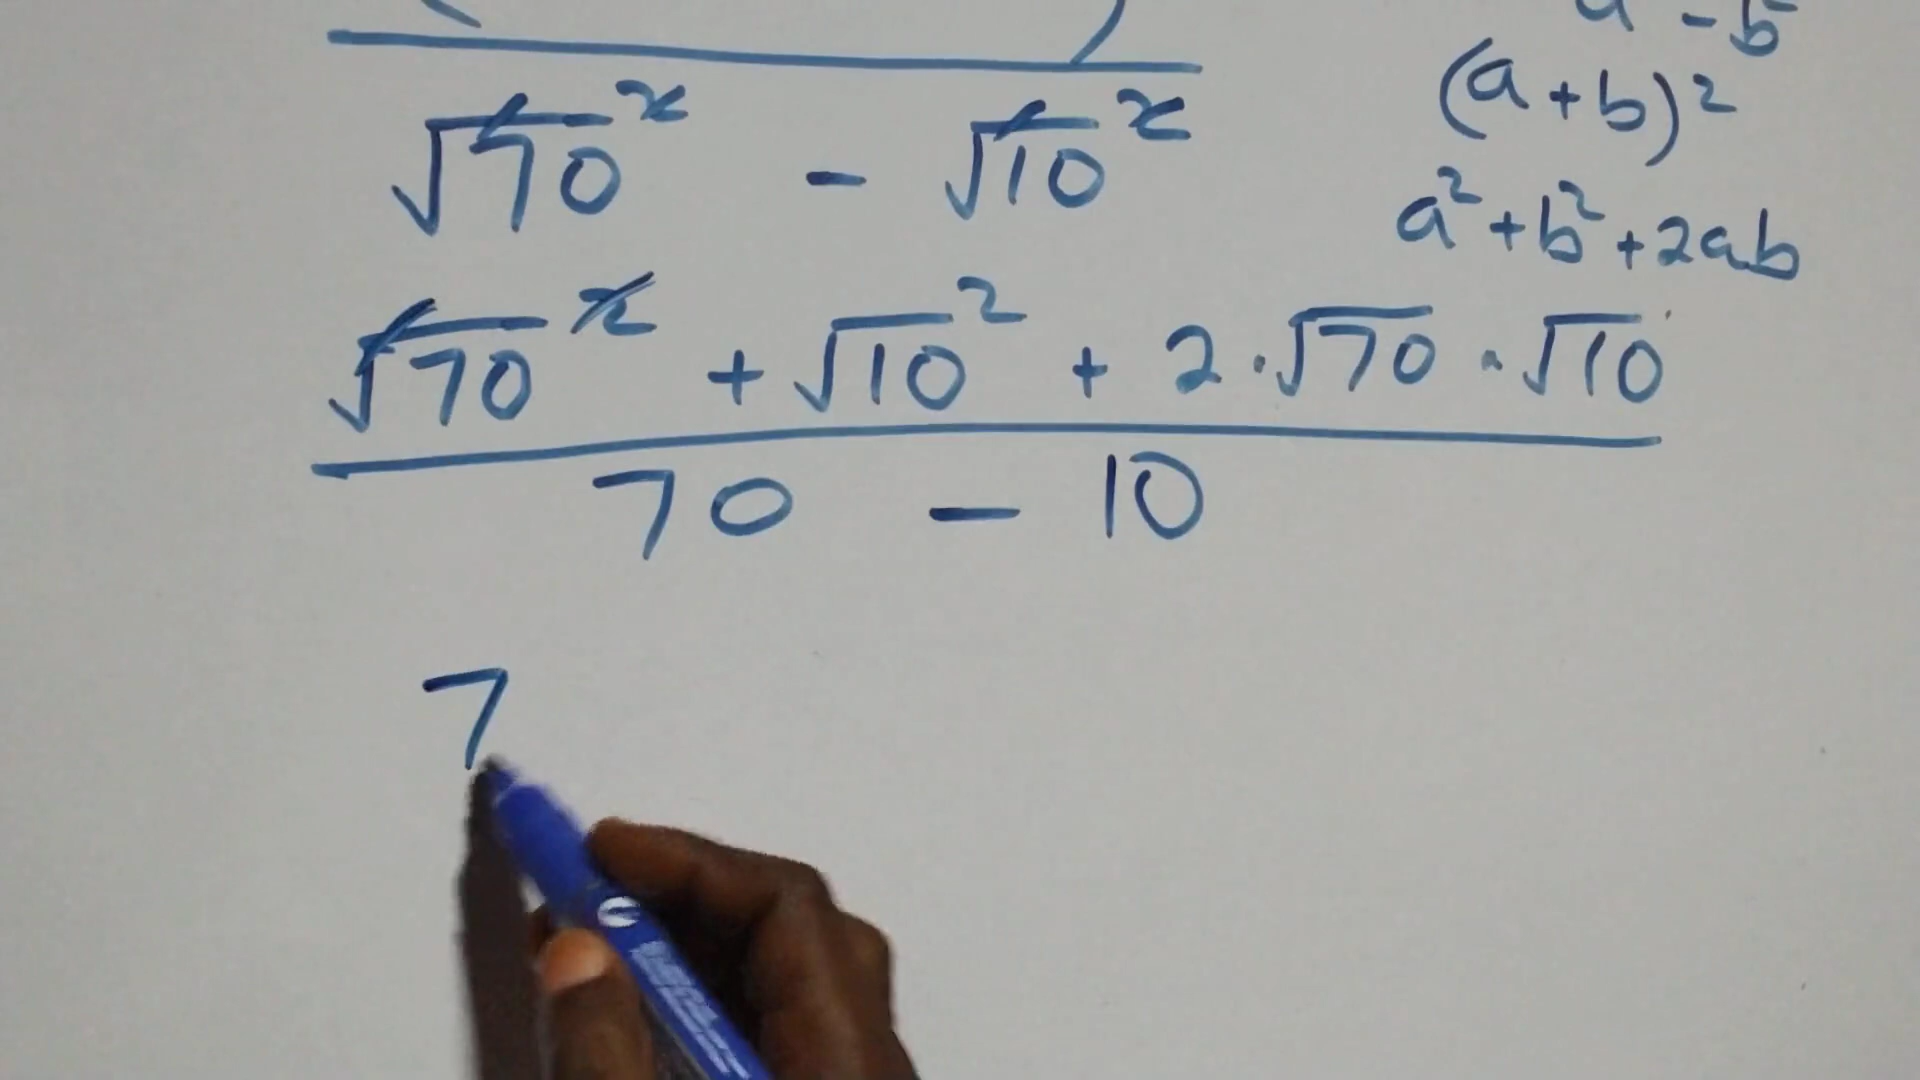 a² - b²
(a + b)²
√70² - √10²
a² + b² + 2ab
√70² + √10² + 2 · √70 · √10
70 - 10
7